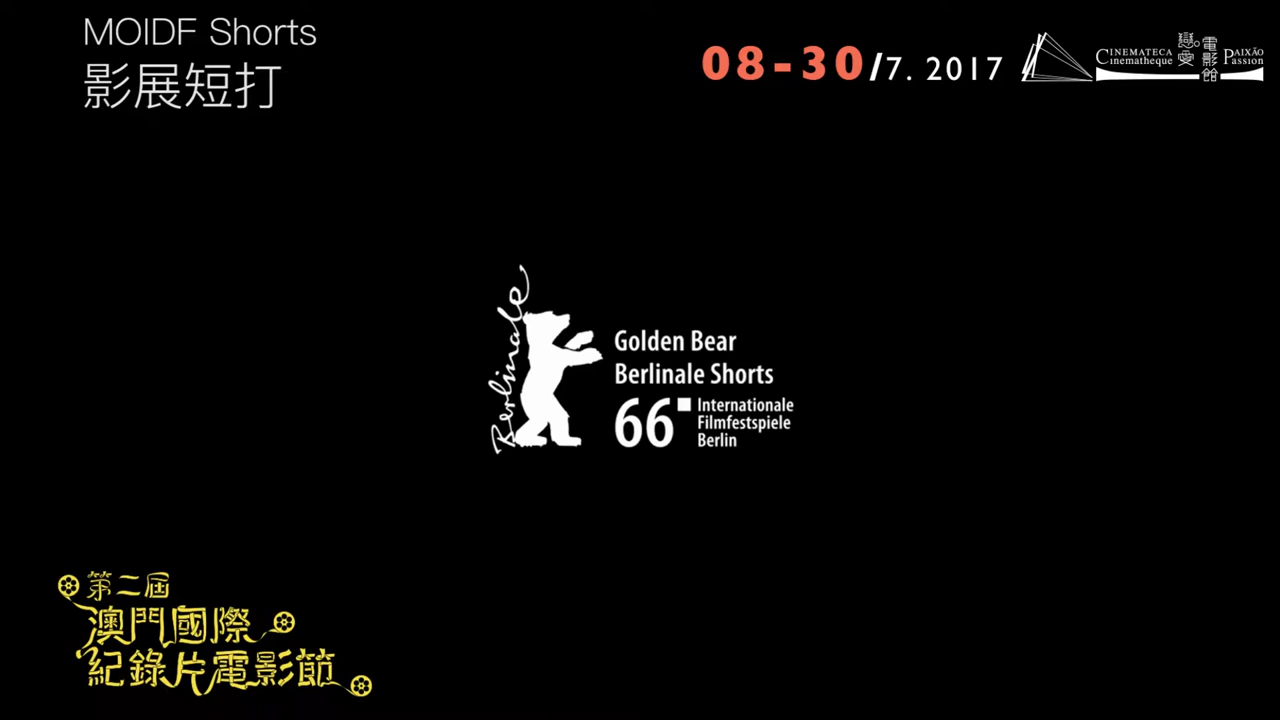 MOIDF Shorts
影展短打
08-30/7. 2017
CINEMATECA
Cinematheque
戀愛
電影館
PAIXÃO
Passion
Berlinale
Golden Bear
Berlinale Shorts
66
Internationale
Filmfestspiele
Berlin
第二屆
澳門國際
紀錄片電影節